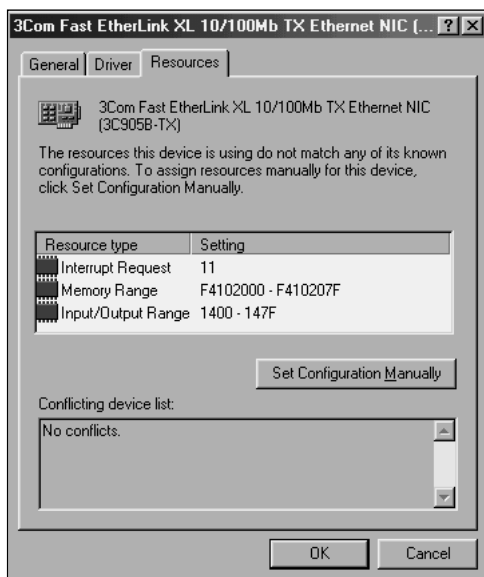 3Com Fast EtherLink XL 10/100Mb TX Ethernet NIC (... ? X
General Driver Resources
3Com Fast EtherLink XL 10/100Mb TX Ethernet NIC
(3C905B-TX)
The resources this device is using do not match any of its known
configurations. To assign resources manually for this device,
click Set Configuration Manually.
Resource type Setting
Interrupt Request 11
Memory Range F4102000 - F410207F
Input/Output Range 1400 - 147F
Set Configuration Manually
Conflicting device list:
No conflicts.
OK Cancel